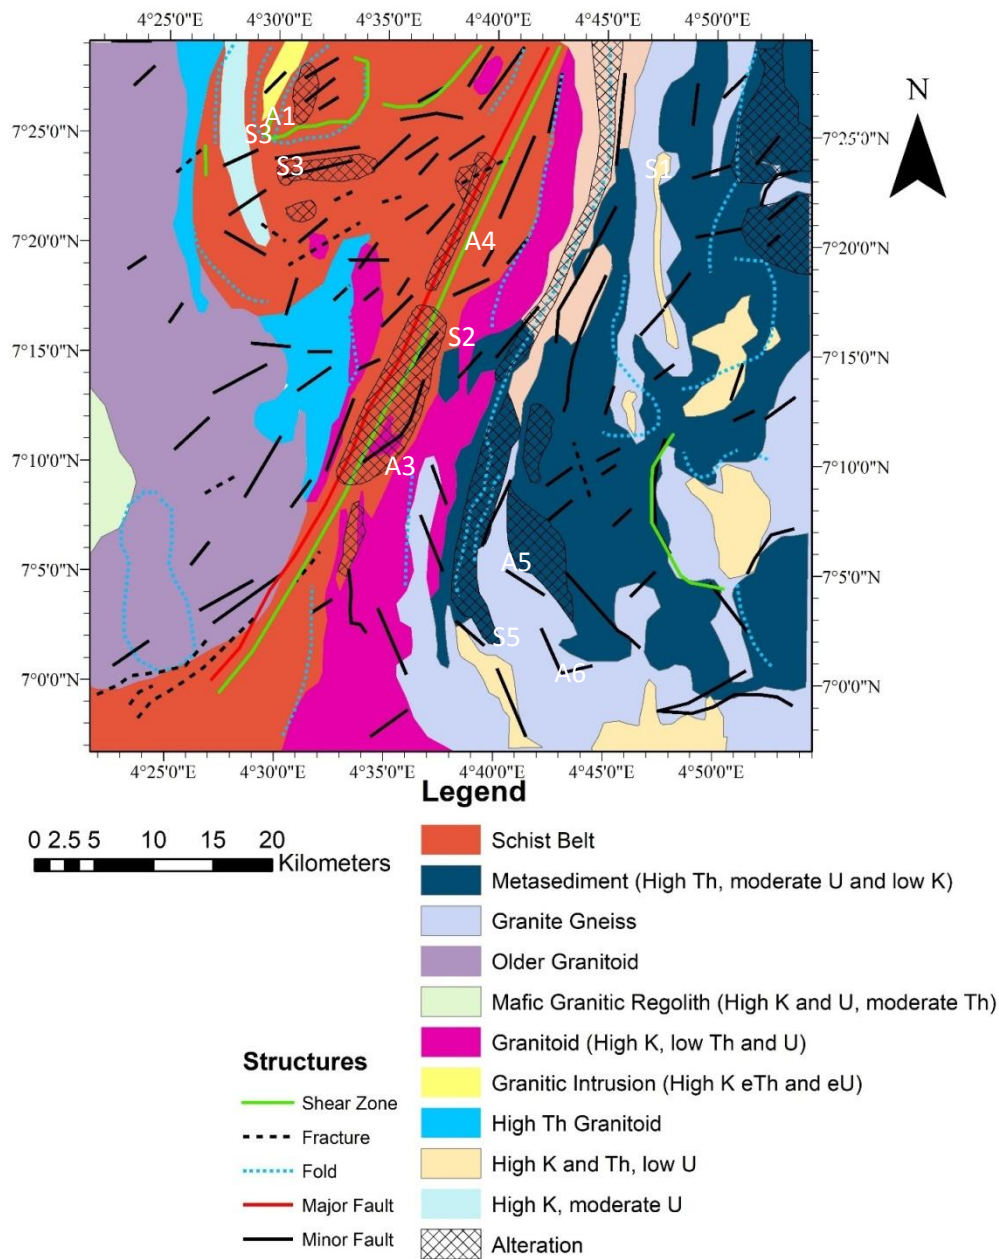 4°25'0"E 4°30'0"E 4°35'0"E 4°40'0"E 4°45'0"E 4°50'0"E
N
7°25'0"N 7°25'0"N
A1
S3
S3
S1
7°20'0"N 7°20'0"N
A4
7°15'0"N 7°15'0"N
S2
7°10'0"N 7°10'0"N
A3
7°5'0"N 7°5'0"N
A5
S5
A6
7°0'0"N 7°0'0"N
4°25'0"E 4°30'0"E 4°35'0"E 4°40'0"E 4°45'0"E 4°50'0"E
Legend
0 2.5 5 10 15 20
Kilometers
Schist Belt
Metasediment (High Th, moderate U and low K)
Granite Gneiss
Older Granitoid
Mafic Granitic Regolith (High K and U, moderate Th)
Granitoid (High K, low Th and U)
Granitic Intrusion (High K eTh and eU)
High Th Granitoid
High K and Th, low U
High K, moderate U
Alteration
Structures
Shear Zone
Fracture
Fold
Major Fault
Minor Fault